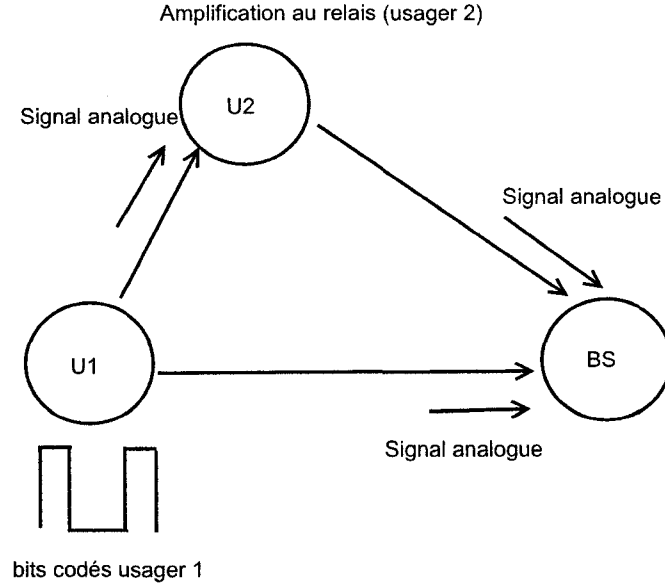 Amplification au relais (usager 2)
U2
Signal analogue
Signal analogue
U1
BS
Signal analogue
bits codés usager 1